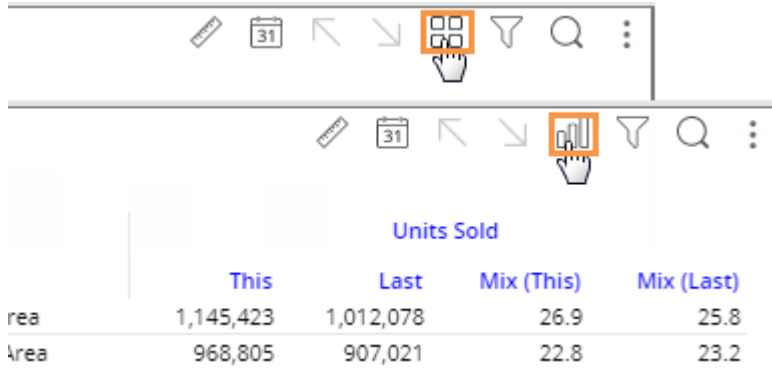 31
31
Units Sold
This Last Mix (This) Mix (Last)
rea 1,145,423 1,012,078 26.9 25.8
Area 968,805 907,021 22.8 23.2